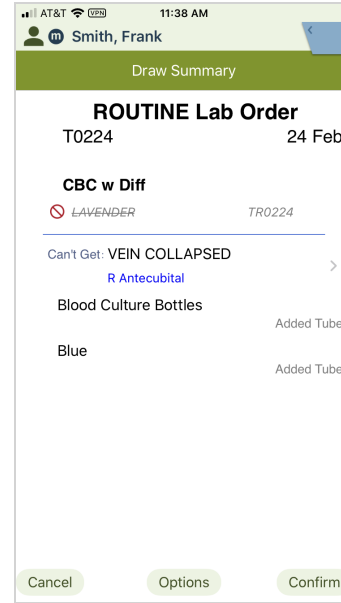 AT&T VPN 11:38 AM
m Smith, Frank
Draw Summary
ROUTINE Lab Order
T0224 24 Feb
CBC w Diff
LAVENDER TR0224
Can't Get: VEIN COLLAPSED
R Antecubital
Blood Culture Bottles
Added Tube
Blue
Added Tube
Cancel Options Confirm